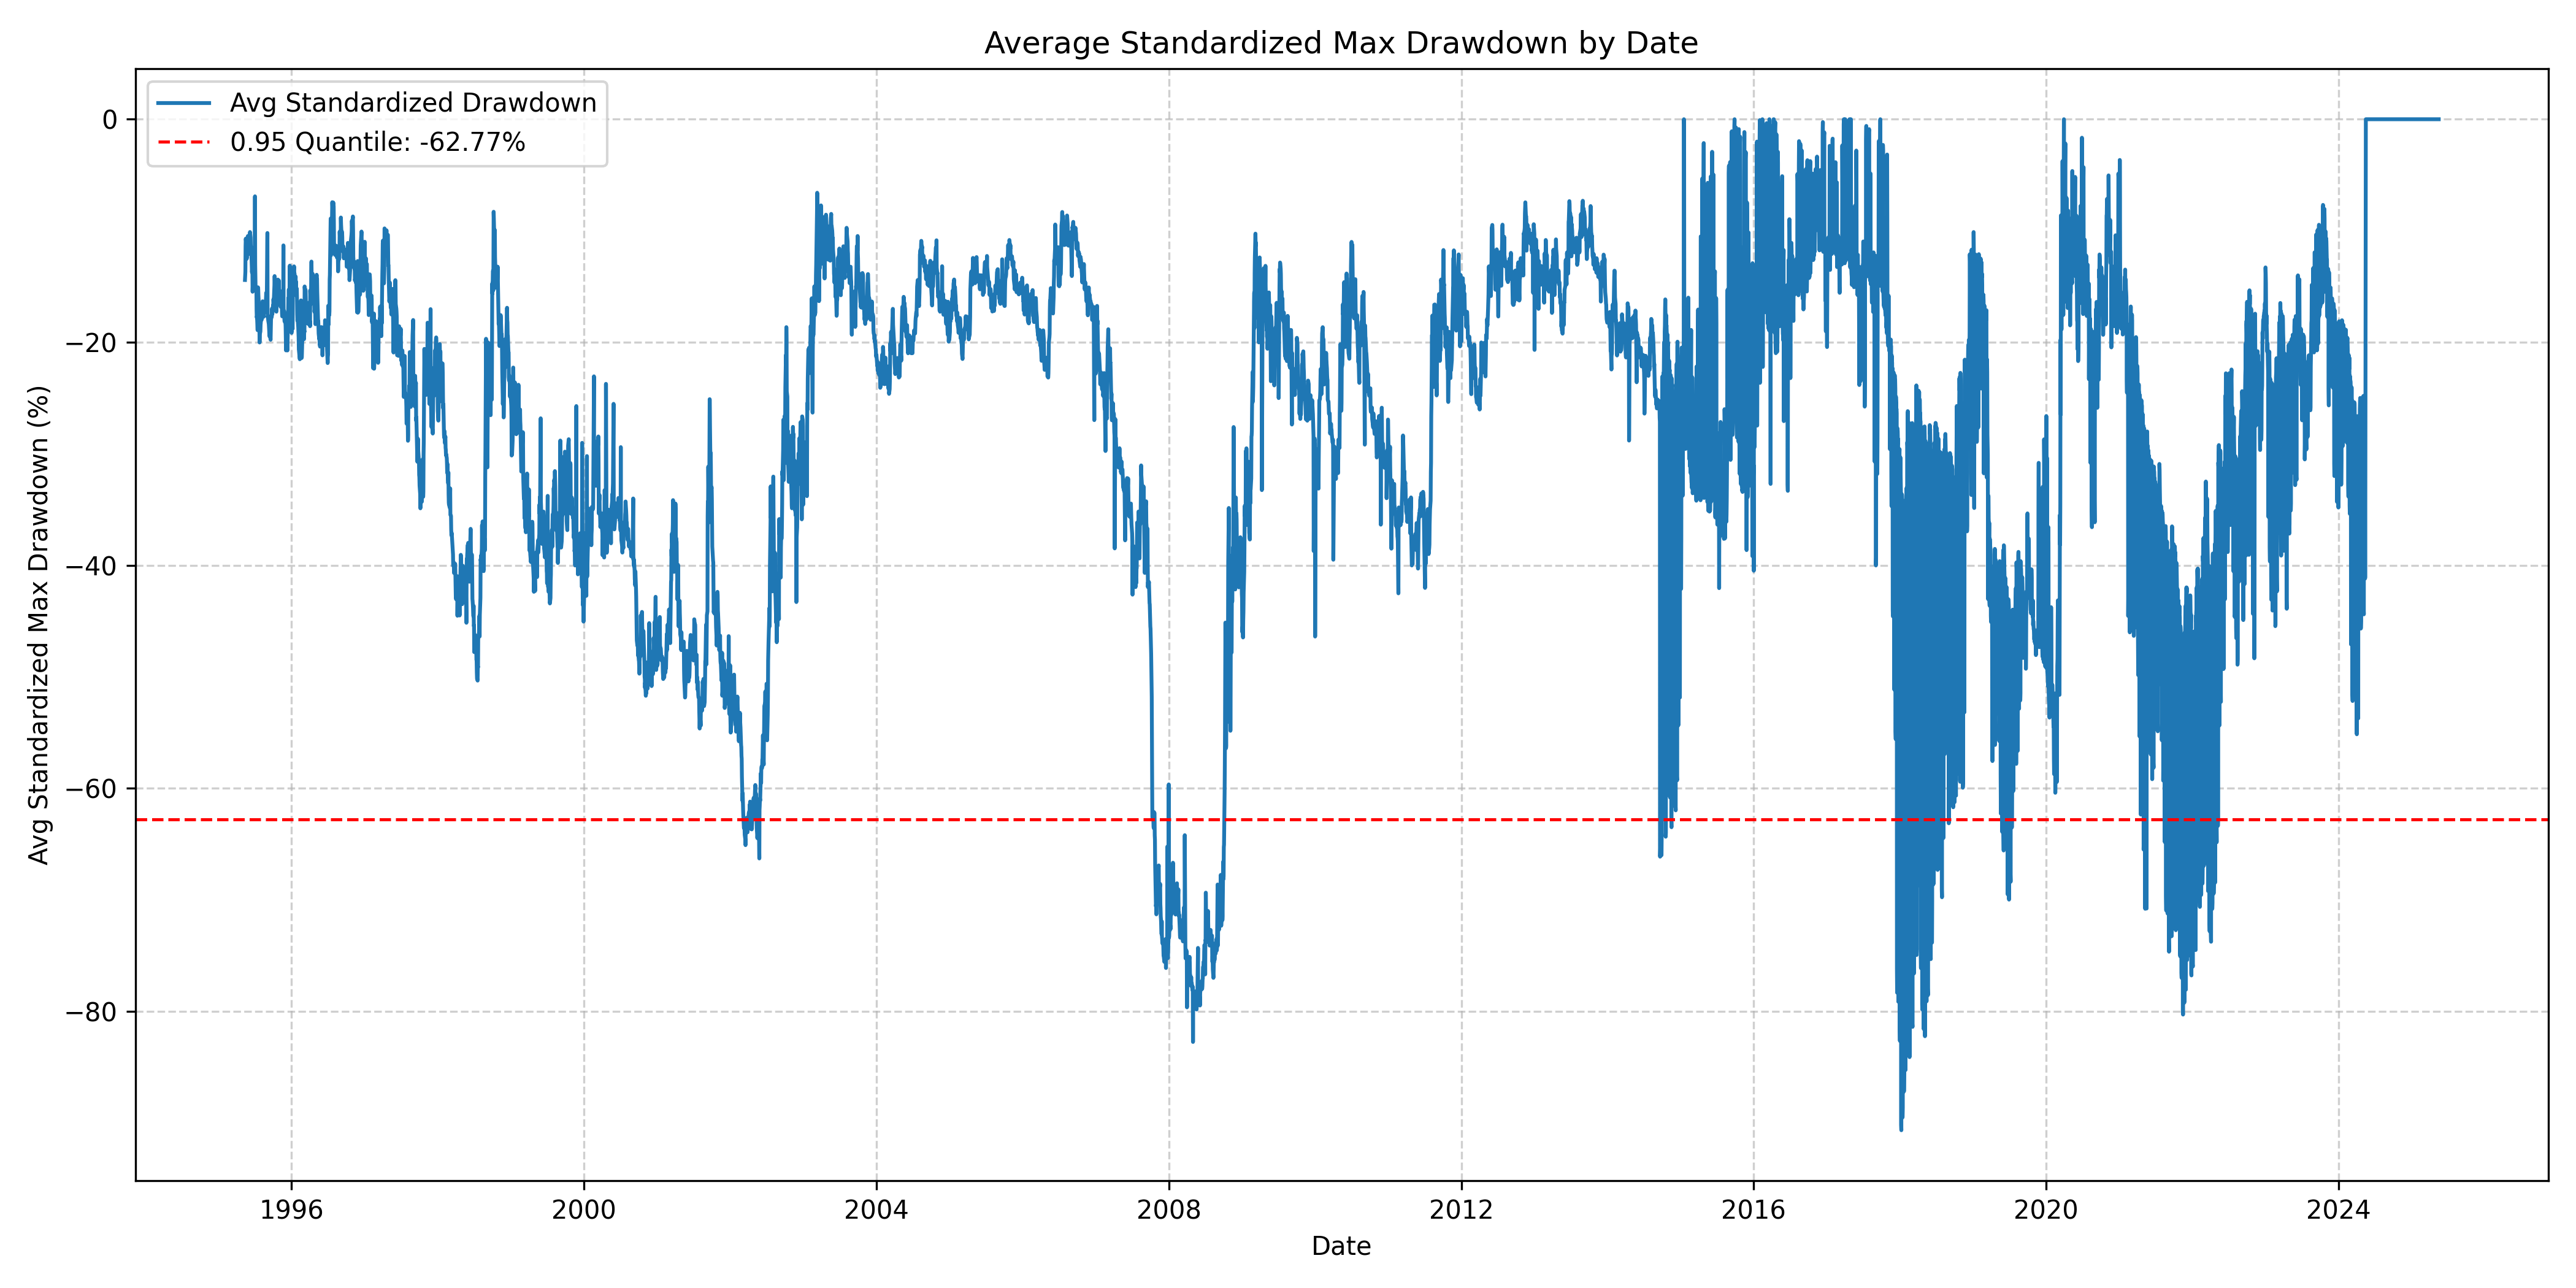 Average Standardized Max Drawdown by Date
Avg Standardized Drawdown
0.95 Quantile: -62.77%
Avg Standardized Max Drawdown (%)
0
−20
−40
−60
−80
1996 2000 2004 2008 2012 2016 2020 2024
Date